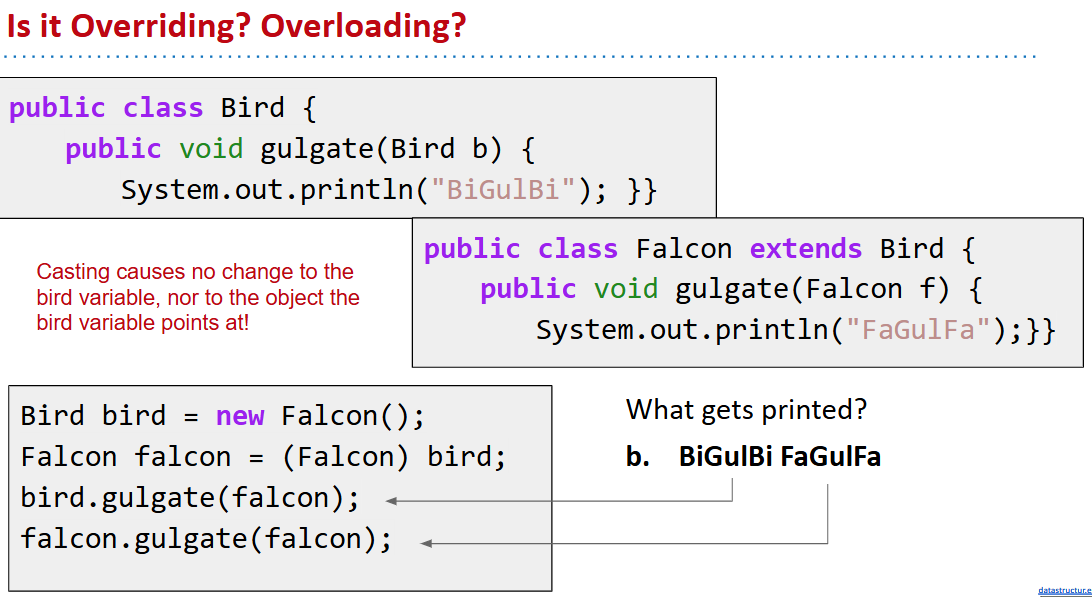 Is it Overriding? Overloading?
public class Bird {
public void gulgate(Bird b) {
System.out.println("BiGulBi"); }}
public class Falcon extends Bird {
public void gulgate(Falcon f) {
System.out.println("FaGulFa");}}
Casting causes no change to the
bird variable, nor to the object the
bird variable points at!
Bird bird = new Falcon();
Falcon falcon = (Falcon) bird;
bird.gulgate(falcon);
falcon.gulgate(falcon);
What gets printed?
b. BiGulBi FaGulFa
datastructur.e